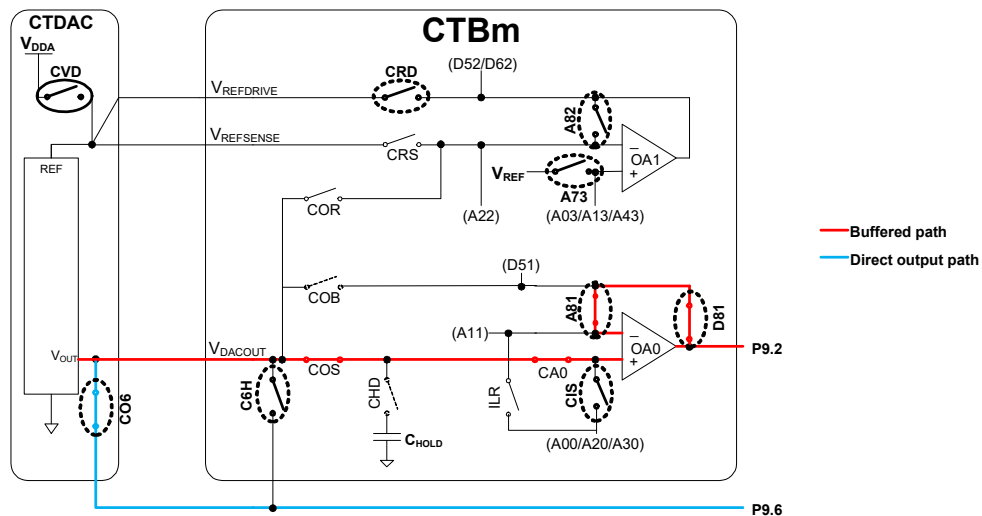 CTDAC
CTBm
VDDA
CVD
CRD
(D52/D62)
VREFDRIVE
A82
VREFSENSE
CRS
REF
VREF
OA1
A73
COR
(A22)
(A03/A13/A43)
Buffered path
Direct output path
(D51)
COB
A81
D81
(A11)
VOUT
VDACOUT
COS
CA0
OA0
P9.2
CO6
C6H
CHD
ILR
CIS
CHOLD
(A00/A20/A30)
P9.6
− + − +